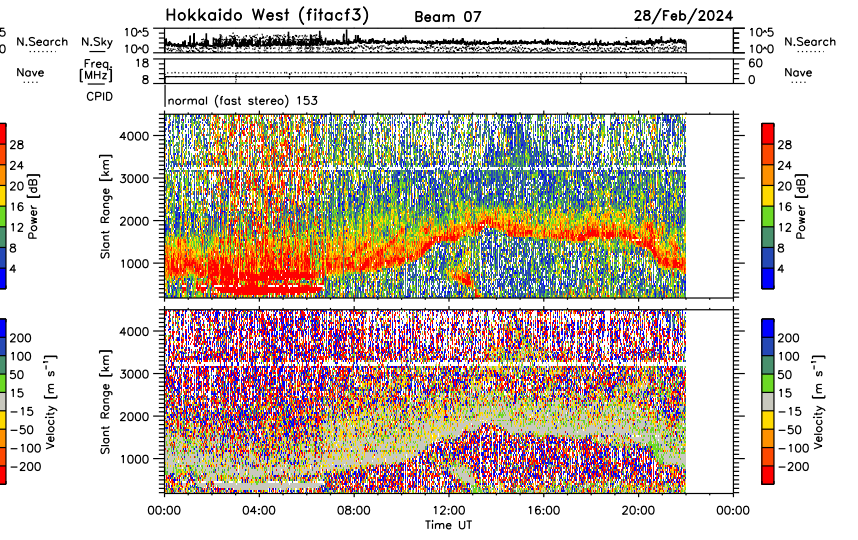 Hokkaido West (fitacf3) Beam 07 28/Feb/2024
5 N.Search N.Sky 10^5 10^5 N.Search
0 10^0 10^0
Nave Freq. [MHz] 18 60 Nave
8 0
CPID normal (fast stereo) 153
28 4000 28
24 24
20 3000 20
Power [dB] Slant Range [km] Power [dB]
16 16
12 2000 12
8 8
4 1000 4
200 4000 200
100 100
50 3000 50
15 15
Velocity [m s⁻¹] Slant Range [km] Velocity [m s⁻¹]
-15 2000 -15
-50 -50
-100 1000 -100
-200 -200
00:00 04:00 08:00 12:00 16:00 20:00 00:00
Time UT